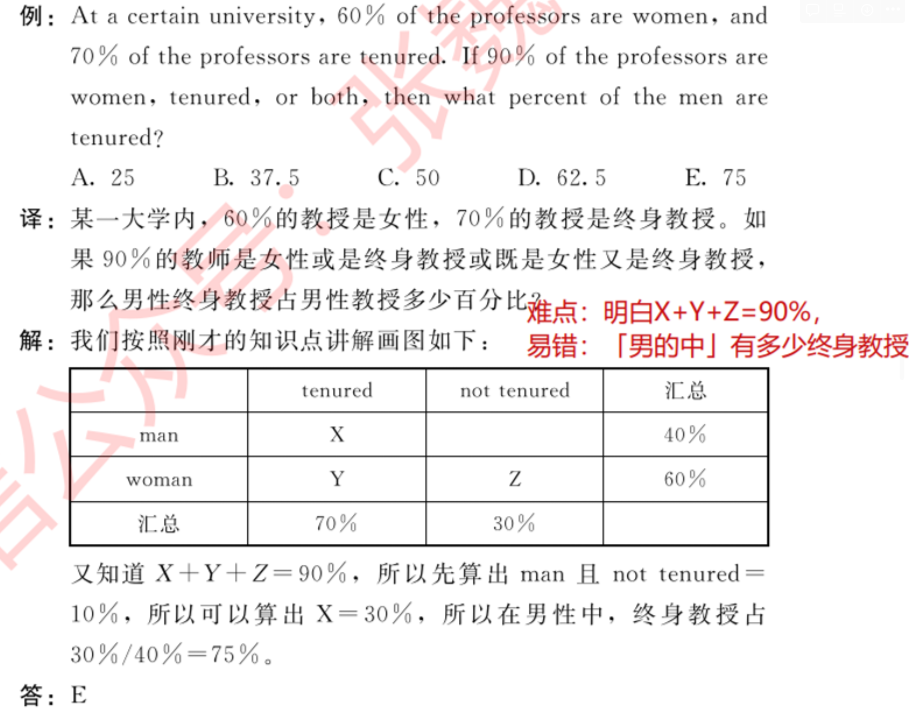 例：At a certain university, 60% of the professors are women, and
70% of the professors are tenured. If 90% of the professors are
women, tenured, or both, then what percent of the men are
tenured?
A. 25 B. 37.5 C. 50 D. 62.5 E. 75
译：某一大学内，60%的教授是女性，70%的教授是终身教授。如
果 90%的教师是女性或是终身教授或既是女性又是终身教授，
那么男性终身教授占男性教授多少百分比？
难点：明白X+Y+Z=90%,
解：我们按照刚才的知识点讲解画图如下：
易错：「男的中」有多少终身教授
tenured not tenured 汇总
man X 40%
woman Y Z 60%
汇总 70% 30%
又知道 X+Y+Z=90%，所以先算出 man 且 not tenured=
10%，所以可以算出 X=30%，所以在男性中，终身教授占
30%/40%=75%。
答：E
公众号：张巍